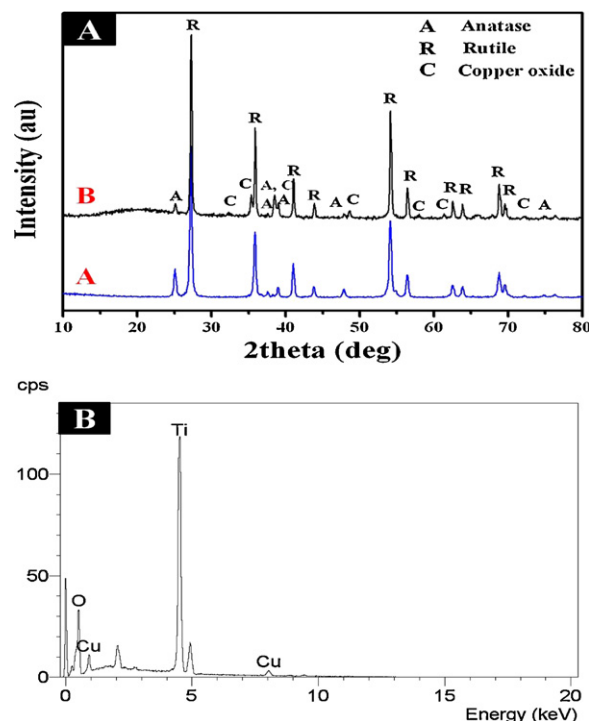 A
R
A Anatase
R Rutile
C Copper oxide
R
R
B
A
C
C
A, C
A A
R
R
A
C
R
C
C
R R
R
R
C
A
A
Intensity (au)
10 20 30 40 50 60 70 80
2theta (deg)
cps
B
Ti
100
50
O
Cu
Cu
0
0 5 10 15 20
Energy (keV)